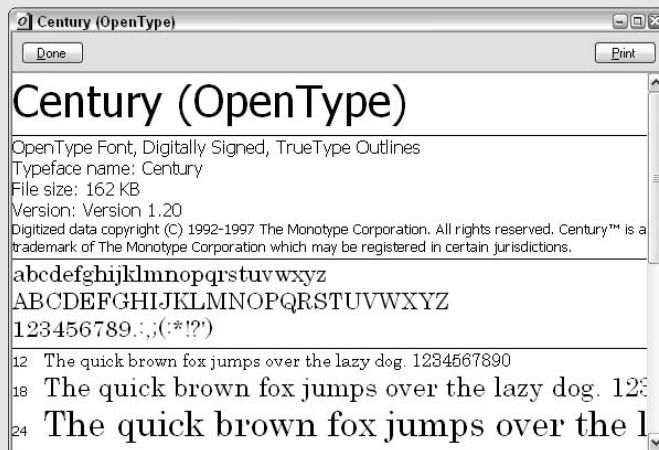 Century (OpenType)
Done
Print
Century (OpenType)
OpenType Font, Digitally Signed, TrueType Outlines
Typeface name: Century
File size: 162 KB
Version: Version 1.20
Digitized data copyright (C) 1992-1997 The Monotype Corporation. All rights reserved. Century™ is a
trademark of The Monotype Corporation which may be registered in certain jurisdictions.
abcdefghijklmnopqrstuvwxyz
ABCDEFGHIJKLMNOPQRSTUVWXYZ
123456789.:,;(:*!?')
12 The quick brown fox jumps over the lazy dog. 1234567890
18 The quick brown fox jumps over the lazy dog. 123
24 The quick brown fox jumps over the l